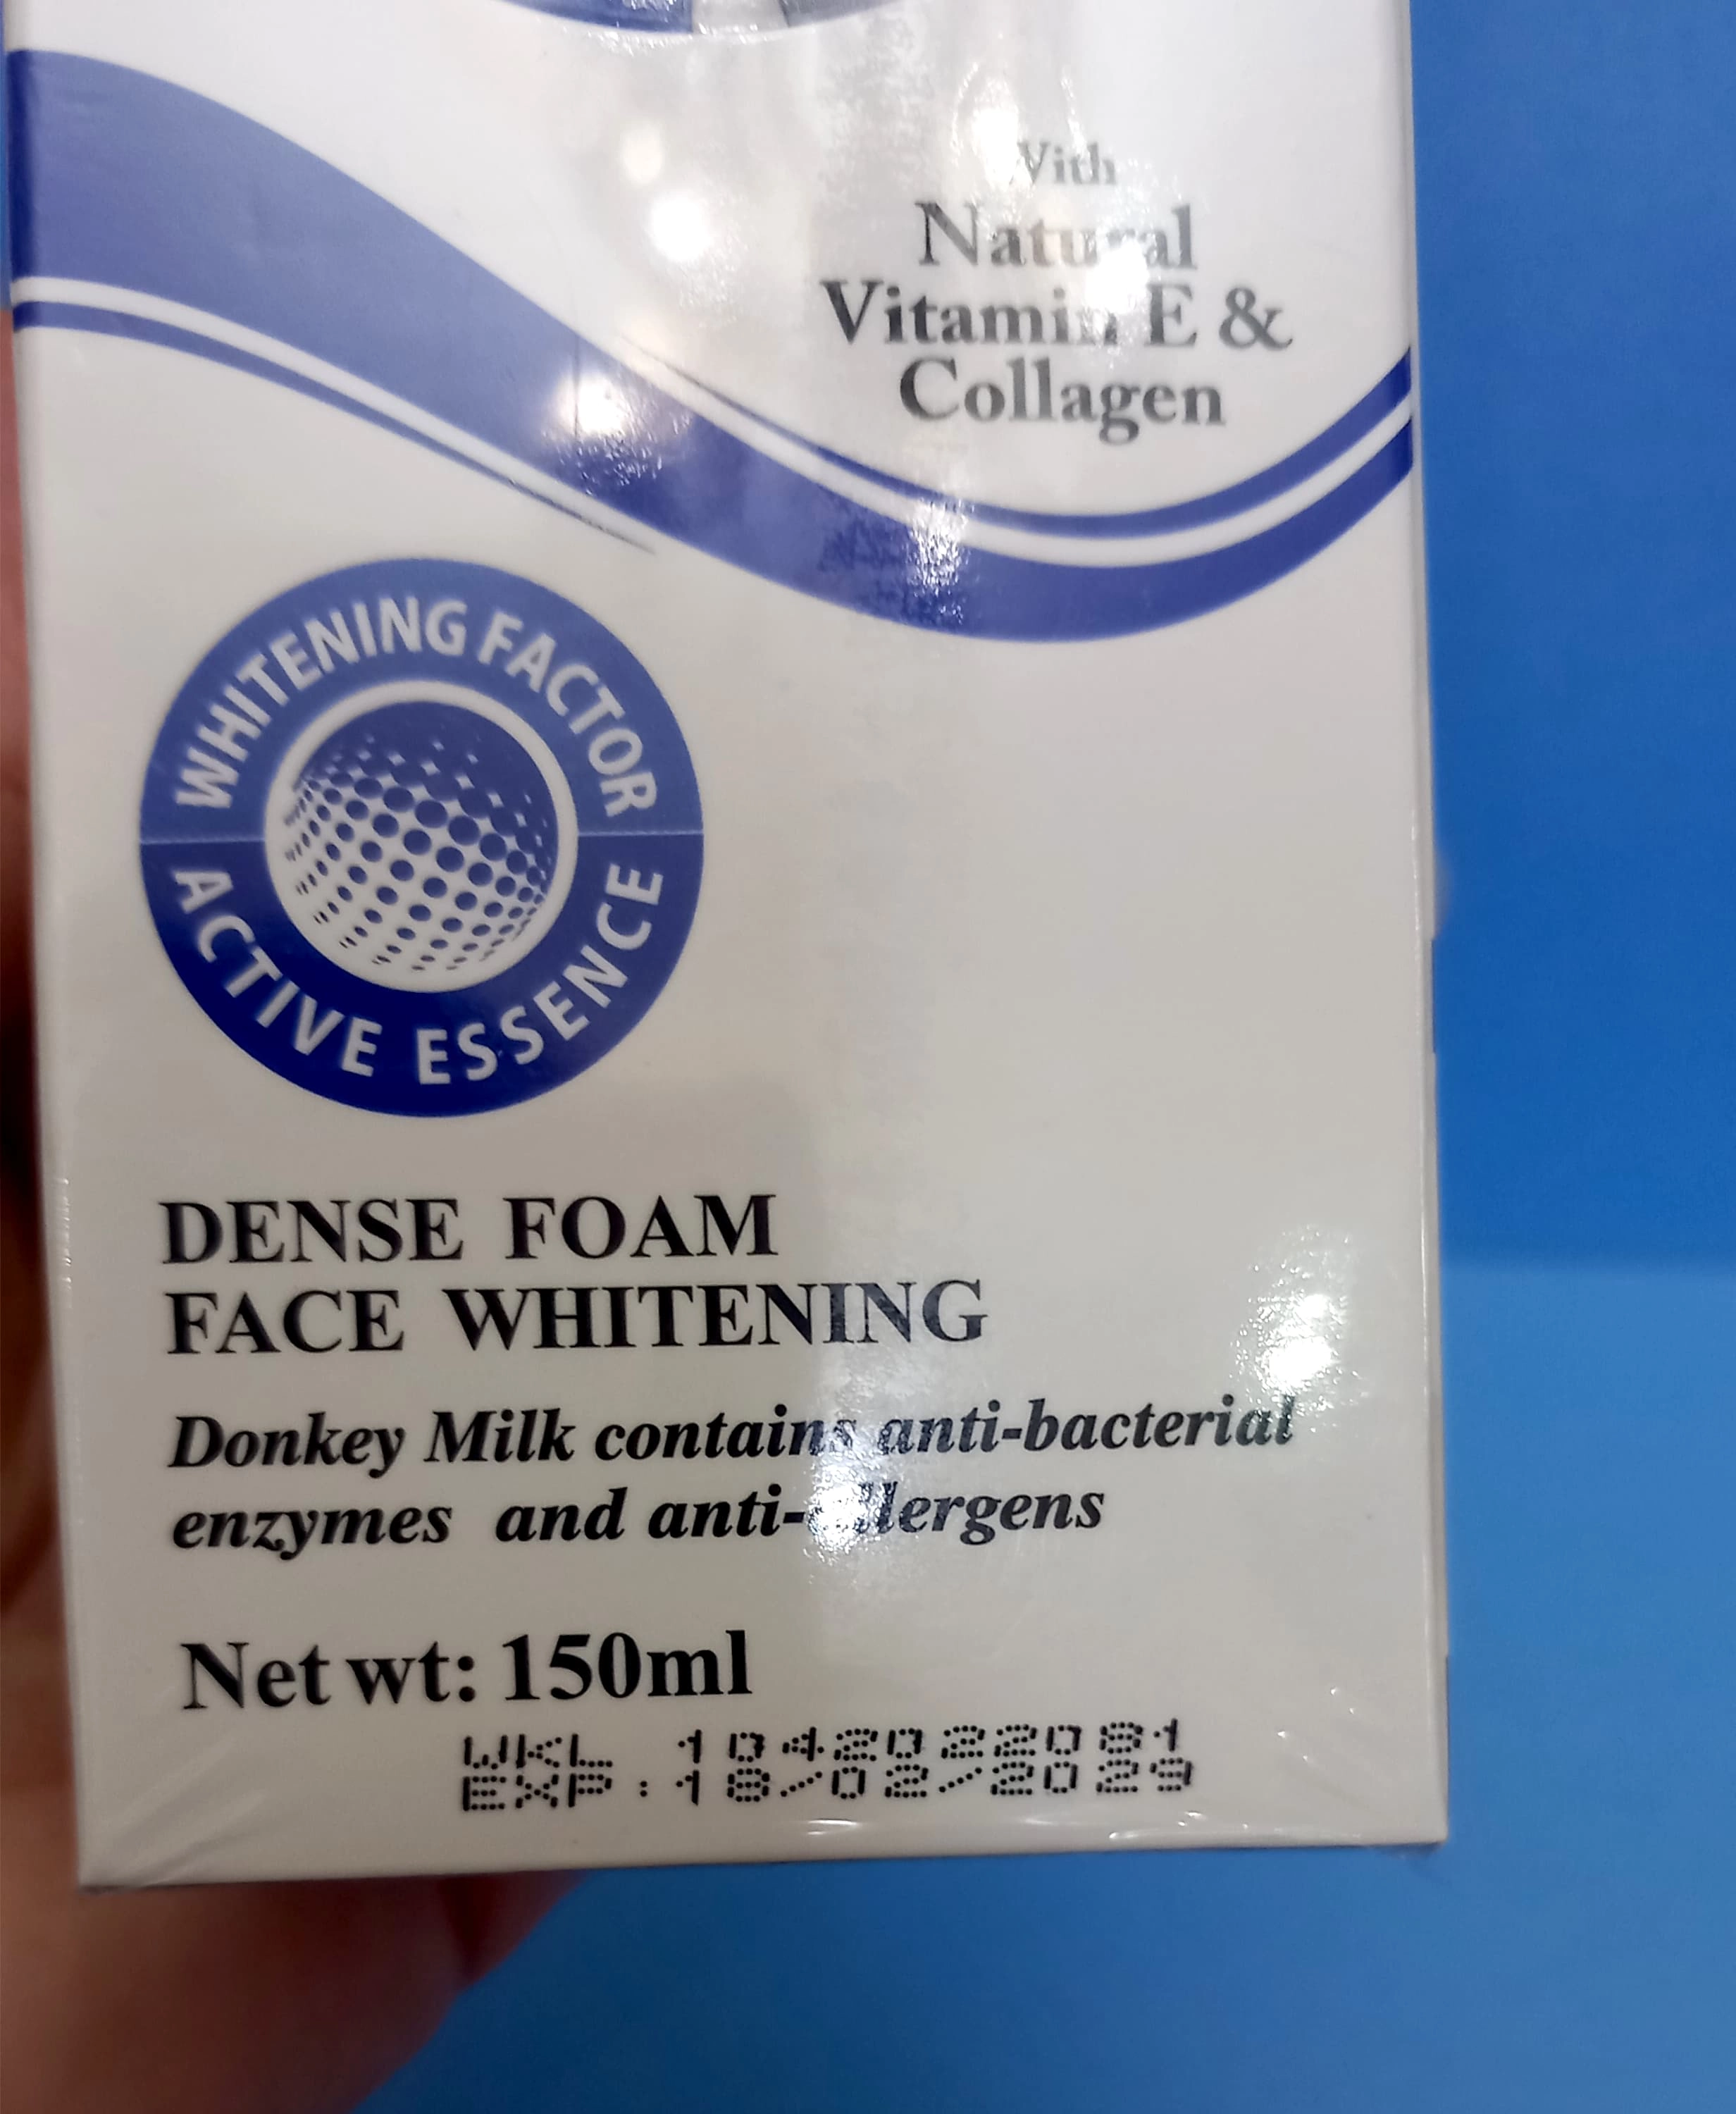 With
Natural
Vitamin E &
Collagen
WHITENING FACTOR
ACTIVE ESSENCE
DENSE FOAM
FACE WHITENING
Donkey Milk contains anti-bacterial
enzymes and anti-allergens
Net wt: 150ml
WKL 1042022081
EXP:18/02/2029